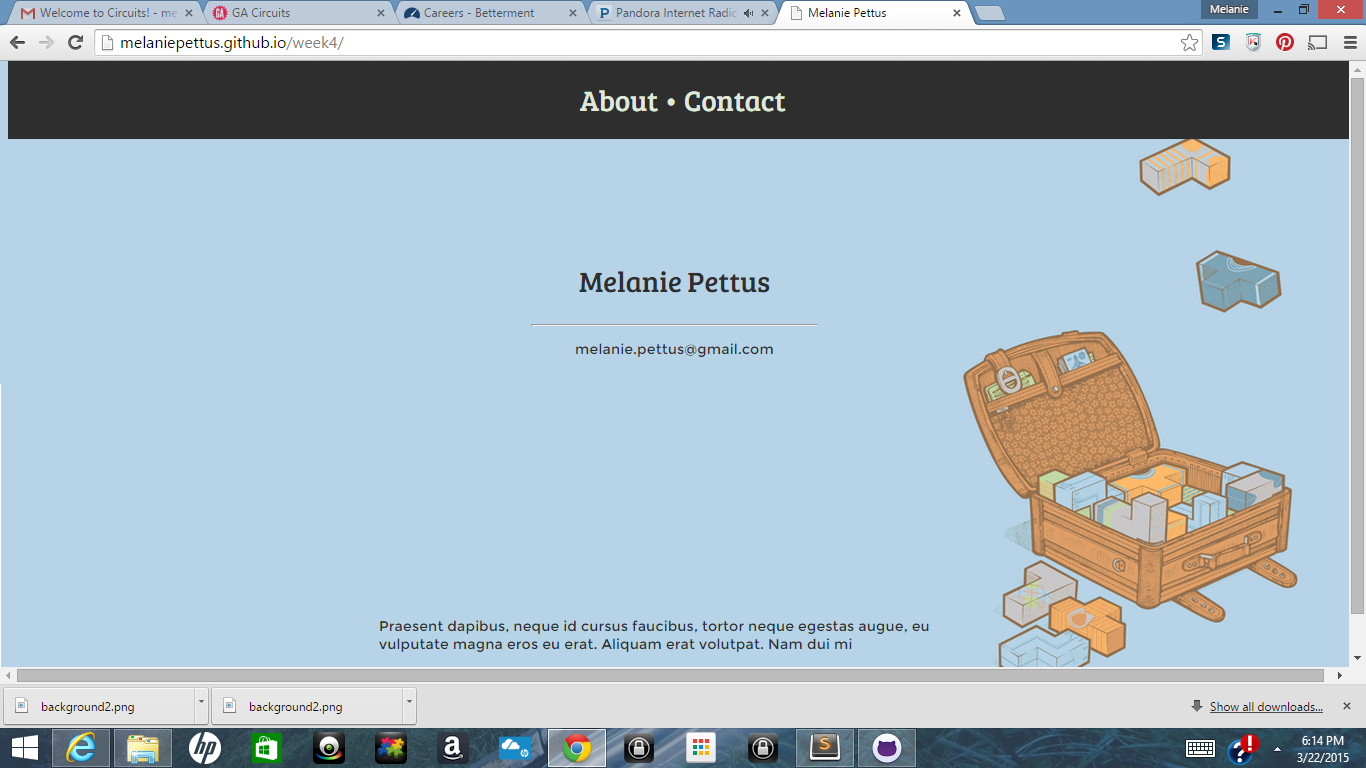 Welcome to Circuits! - me
GA Circuits
Careers - Betterment
Pandora Internet Radio
Melanie Pettus
Melanie
melaniepettus.github.io/week4/
About • Contact
Melanie Pettus
melanie.pettus@gmail.com
Praesent dapibus, neque id cursus faucibus, tortor neque egestas augue, eu
vulputate magna eros eu erat. Aliquam erat volutpat. Nam dui mi
background2.png
background2.png
Show all downloads...
6:14 PM
3/22/2015